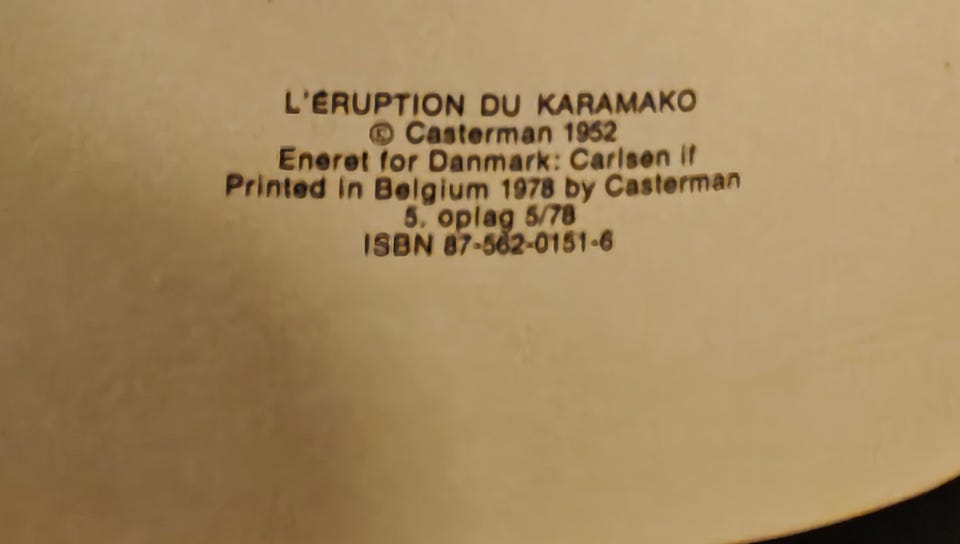 L'ÉRUPTION DU KARAMAKO
© Casterman 1952
Eneret for Danmark: Carlsen if
Printed in Belgium 1978 by Casterman
5. oplag 5/78
ISBN 87-562-0151-6